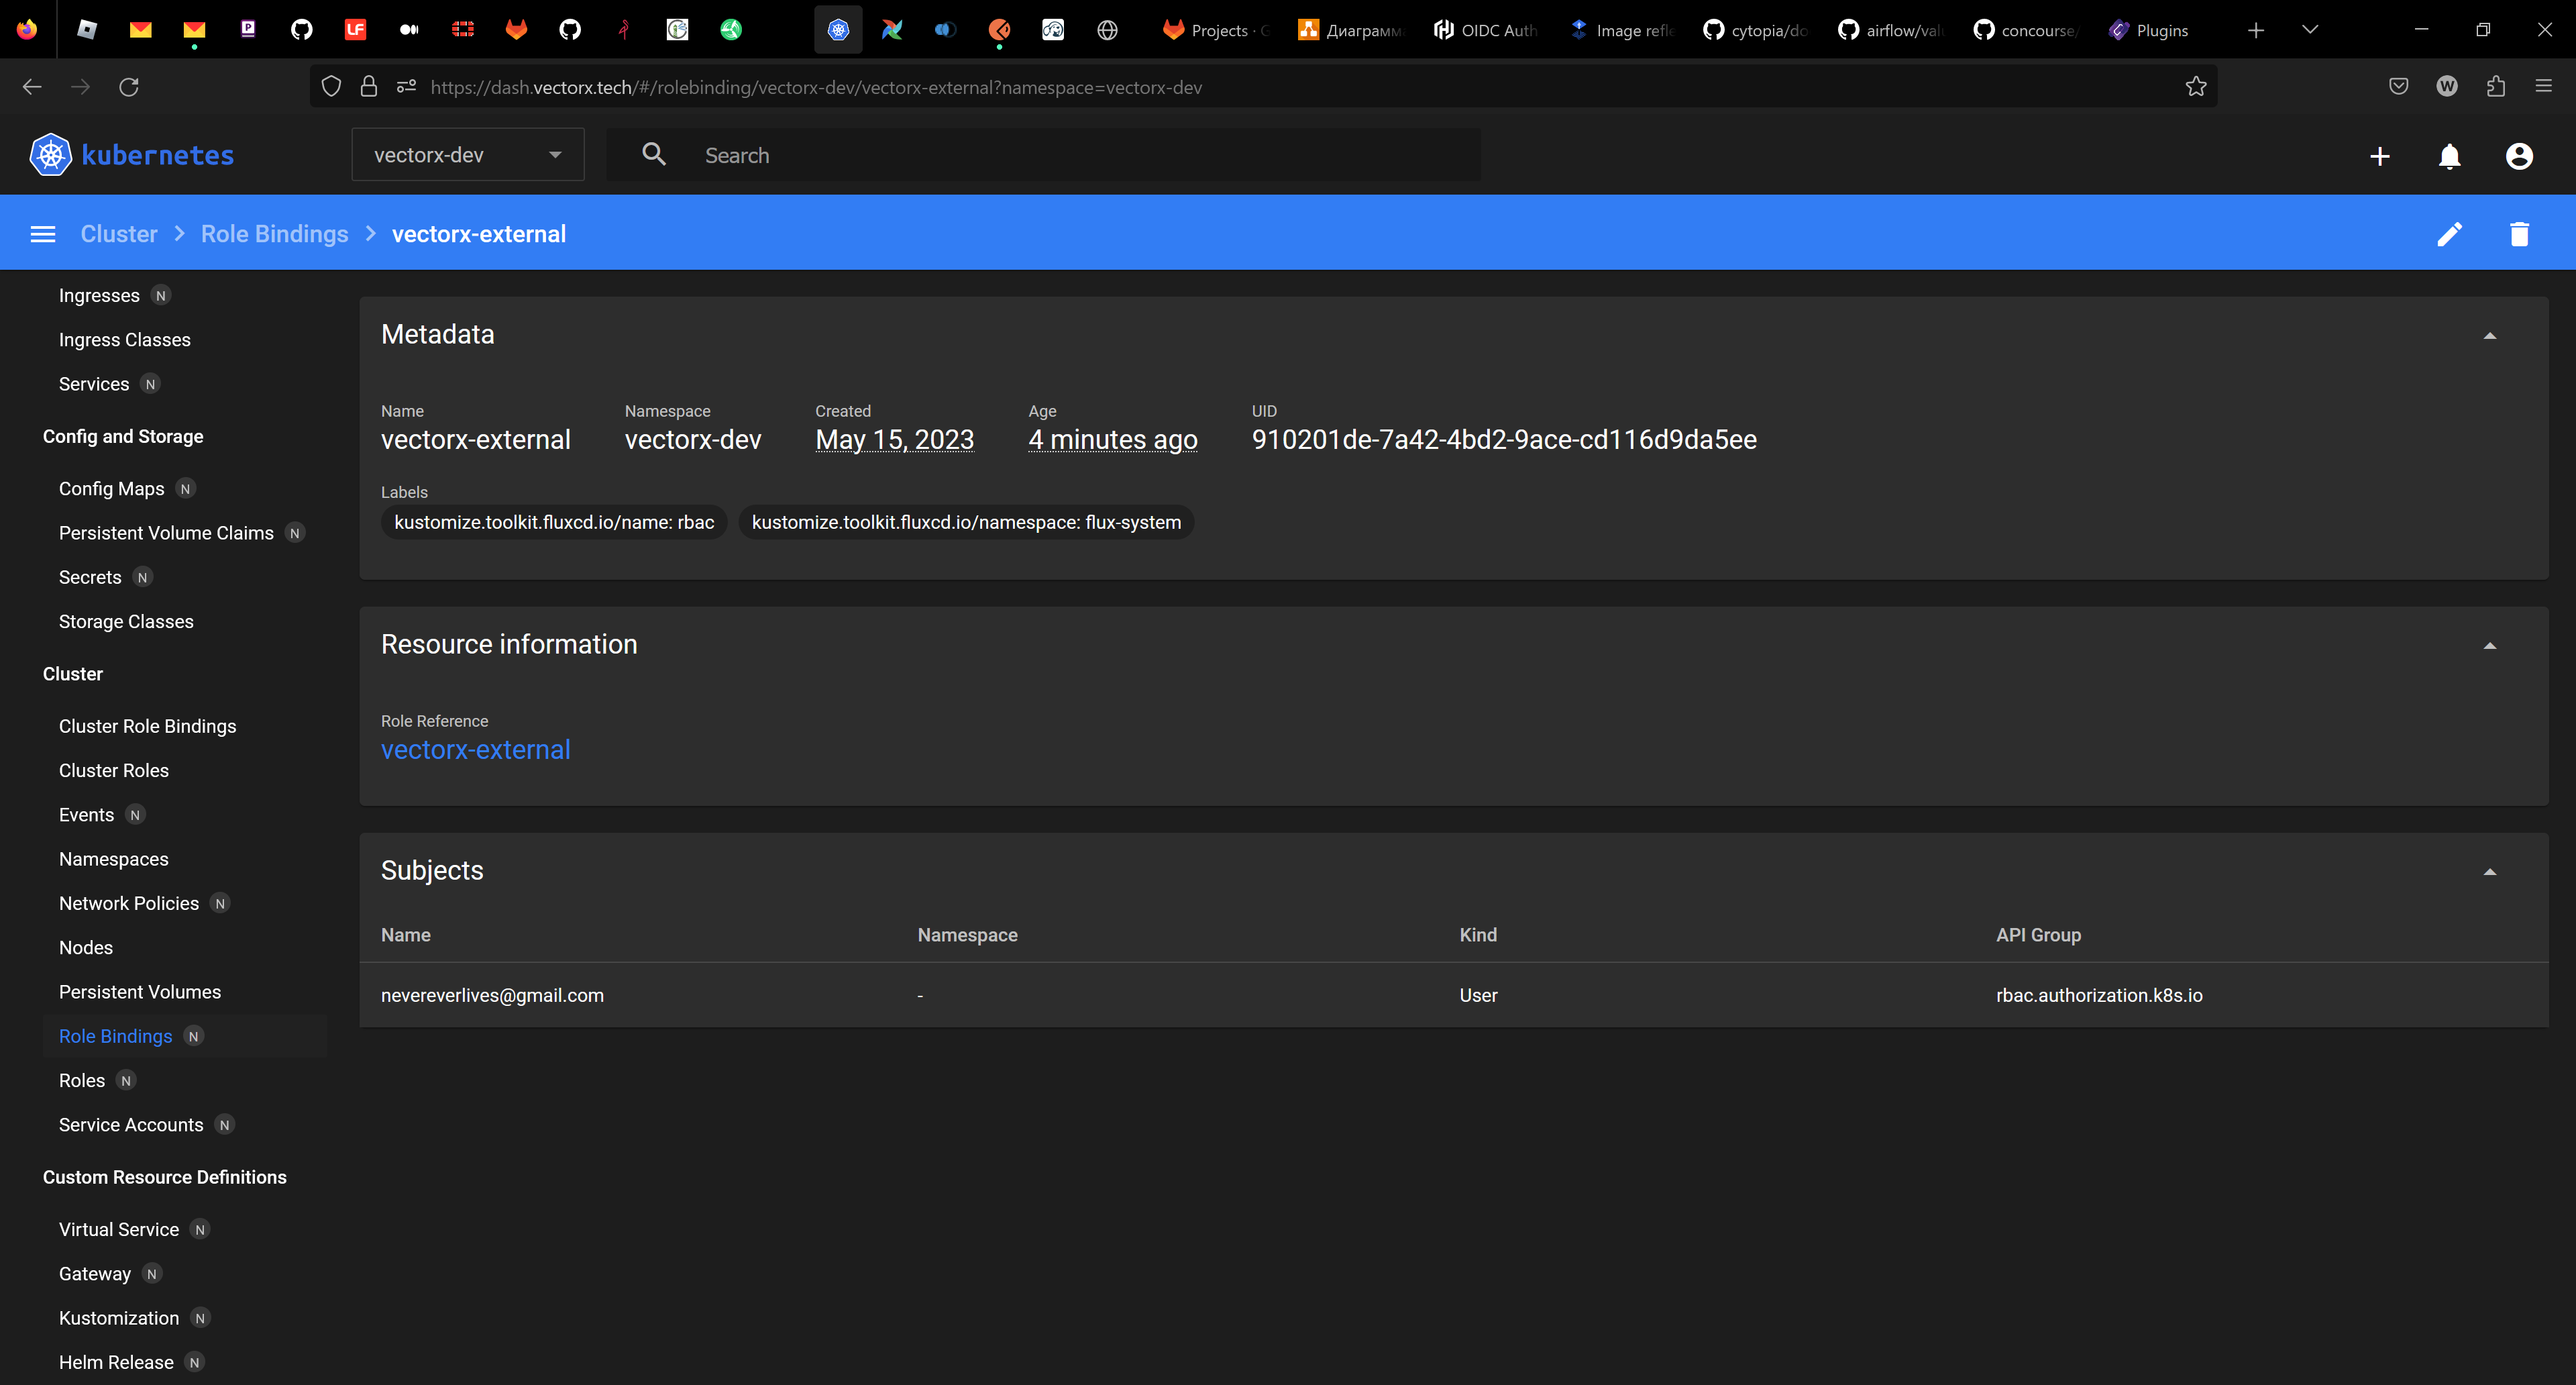 Projects · G
Диаграмм
OIDC Auth
Image refle
cytopia/do
airflow/val
concourse/
Plugins
https://dash.vectorx.tech/#/rolebinding/vectorx-dev/vectorx-external?namespace=vectorx-dev
W
kubernetes
vectorx-dev
Search
Cluster > Role Bindings > vectorx-external
Ingresses N
Ingress Classes
Services N
Config and Storage
Config Maps N
Persistent Volume Claims N
Secrets N
Storage Classes
Cluster
Cluster Role Bindings
Cluster Roles
Events N
Namespaces
Network Policies N
Nodes
Persistent Volumes
Role Bindings N
Roles N
Service Accounts N
Custom Resource Definitions
Virtual Service N
Gateway N
Kustomization N
Helm Release N
Metadata
Name Namespace Created Age UID
vectorx-external vectorx-dev May 15, 2023 4 minutes ago 910201de-7a42-4bd2-9ace-cd116d9da5ee
Labels
kustomize.toolkit.fluxcd.io/name: rbac kustomize.toolkit.fluxcd.io/namespace: flux-system
Resource information
Role Reference
vectorx-external
Subjects
Name Namespace Kind API Group
nevereverlives@gmail.com - User rbac.authorization.k8s.io